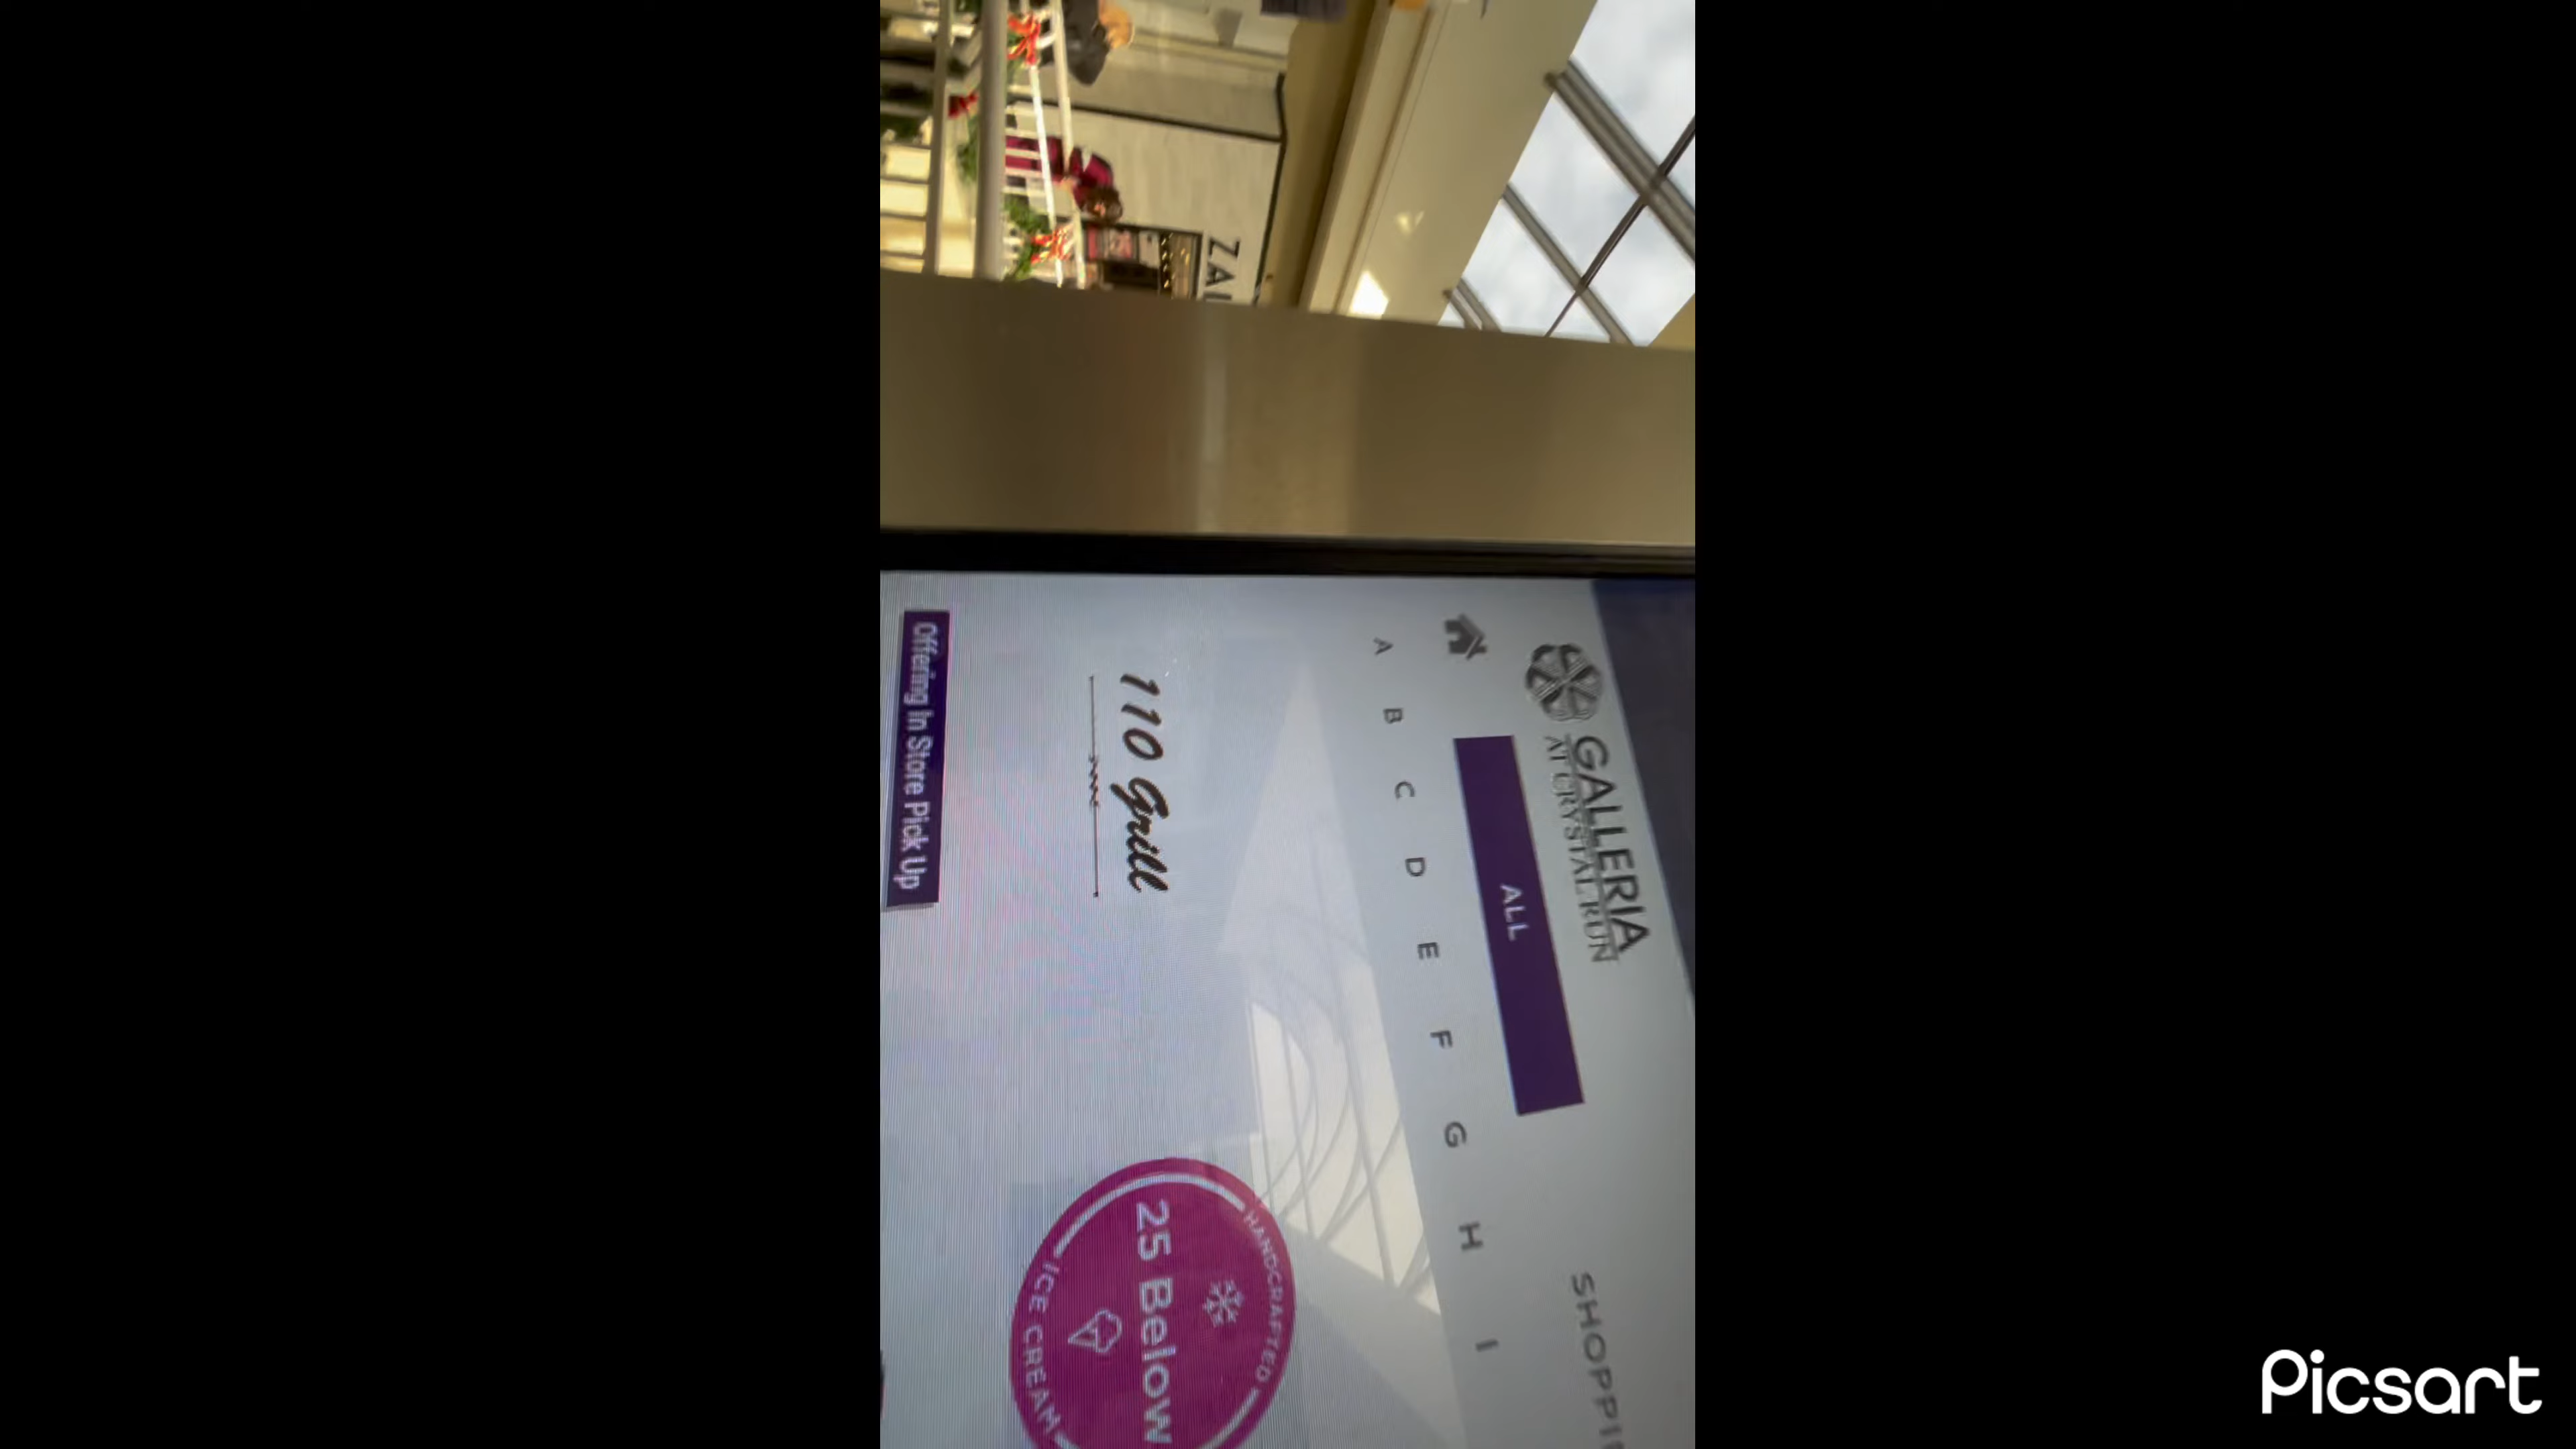 GALLERIA
AT CRYSTAL RUN
ALL
A B C D E F G H I
110 Grill
Offering In Store Pick Up
HANDCRAFTED
25 Below
ICE CREAM
Picsart